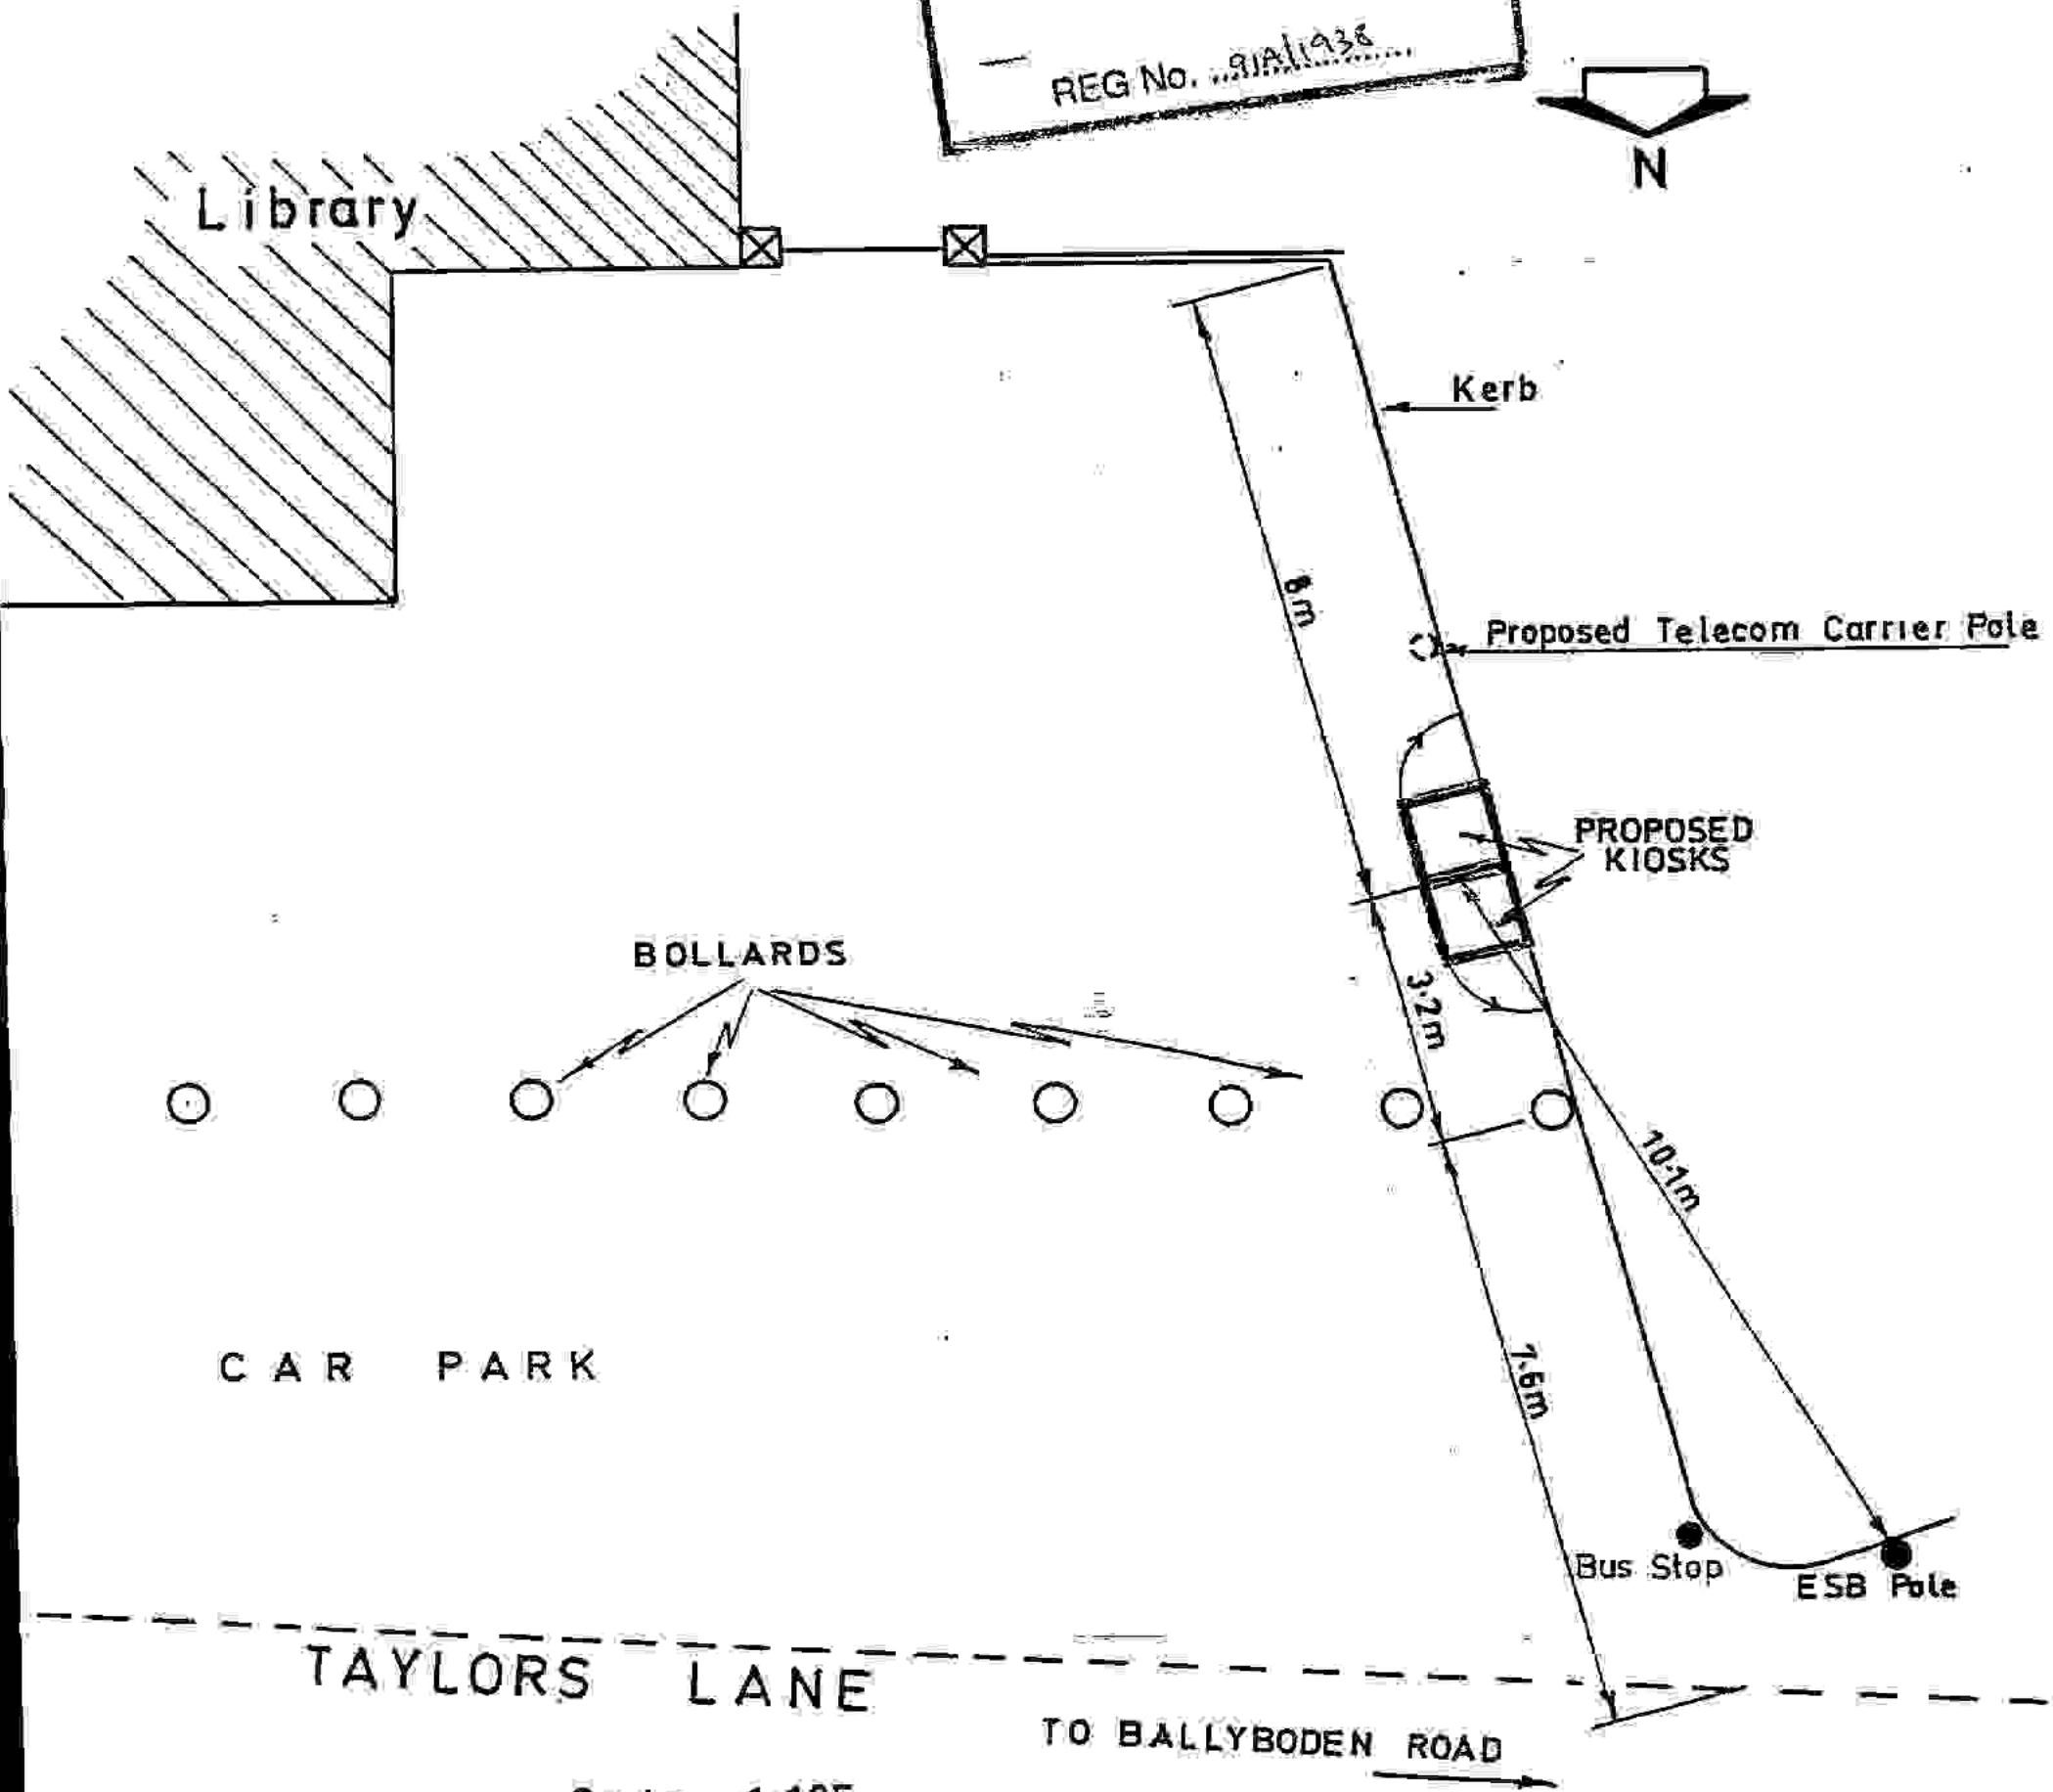 REG No. 91A/1938
N
Library
Kerb
8m
Proposed Telecom Carrier Pole
PROPOSED
KIOSKS
BOLLARDS
3.2m
10.1m
7.6m
CAR PARK
Bus Stop
ESB Pole
TAYLORS LANE
TO BALLYBODEN ROAD